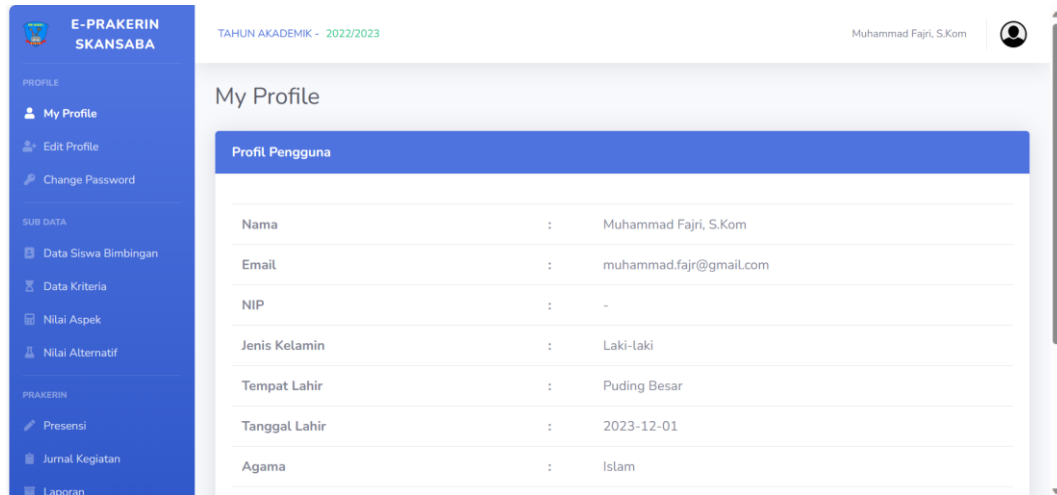 E-PRAKERIN
SKANSABA
TAHUN AKADEMIK - 2022/2023
Muhammad Fajri, S.Kom
PROFILE
My Profile
Edit Profile
Change Password
SUB DATA
Data Siswa Bimbingan
Data Kriteria
Nilai Aspek
Nilai Alternatif
PRAKERIN
Presensi
Jurnal Kegiatan
Laporan
My Profile
Profil Pengguna
Nama : Muhammad Fajri, S.Kom
Email : muhammad.fajr@gmail.com
NIP : -
Jenis Kelamin : Laki-laki
Tempat Lahir : Puding Besar
Tanggal Lahir : 2023-12-01
Agama : Islam